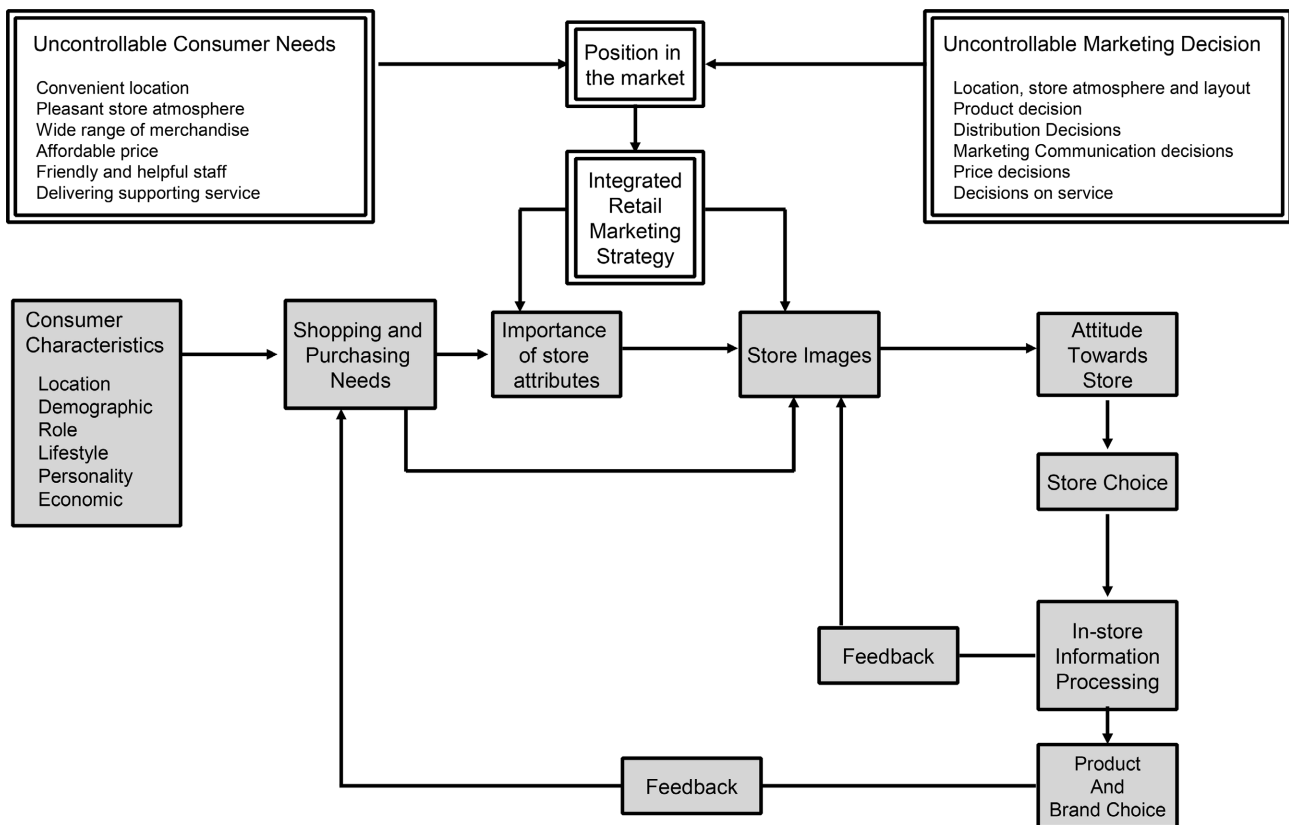 Uncontrollable Consumer Needs
Convenient location
Pleasant store atmosphere
Wide range of merchandise
Affordable price
Friendly and helpful staff
Delivering supporting service
Position in
the market
Uncontrollable Marketing Decision
Location, store atmosphere and layout
Product decision
Distribution Decisions
Marketing Communication decisions
Price decisions
Decisions on service
Integrated
Retail
Marketing
Strategy
Consumer
Characteristics
Location
Demographic
Role
Lifestyle
Personality
Economic
Shopping and
Purchasing
Needs
Importance
of store
attributes
Store Images
Attitude
Towards
Store
Store Choice
In-store
Information
Processing
Feedback
Product
And
Brand Choice
Feedback